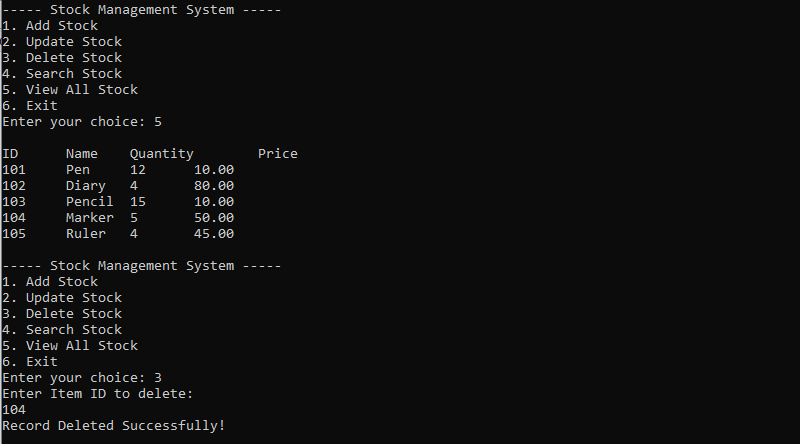 ----- Stock Management System -----
1. Add Stock
2. Update Stock
3. Delete Stock
4. Search Stock
5. View All Stock
6. Exit
Enter your choice: 5
ID Name Quantity Price
101 Pen 12 10.00
102 Diary 4 80.00
103 Pencil 15 10.00
104 Marker 5 50.00
105 Ruler 4 45.00
----- Stock Management System -----
1. Add Stock
2. Update Stock
3. Delete Stock
4. Search Stock
5. View All Stock
6. Exit
Enter your choice: 3
Enter Item ID to delete:
104
Record Deleted Successfully!